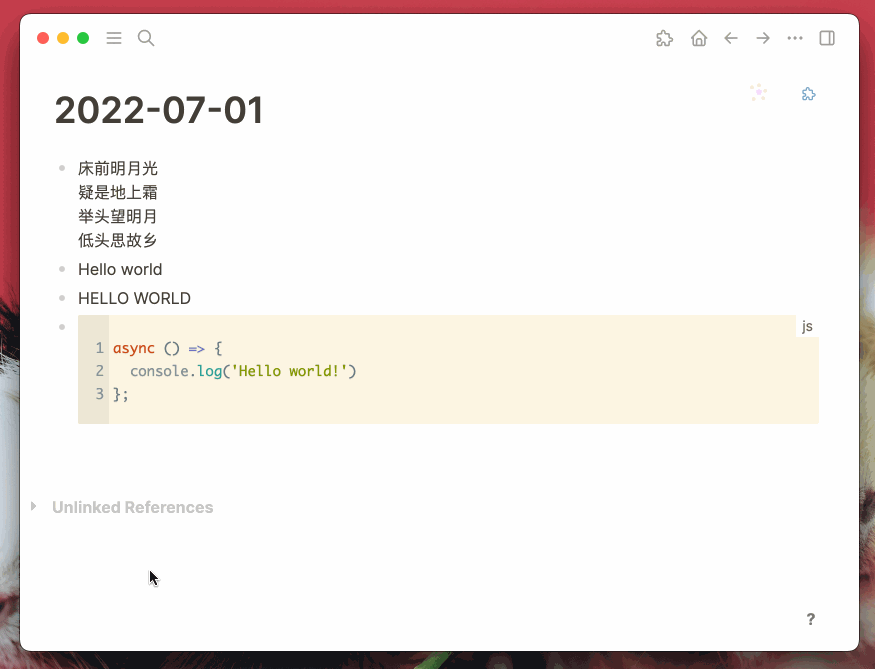 2022-07-01
床前明月光
疑是地上霜
举头望明月
低头思故乡
Hello world
HELLO WORLD
js
1 async () => {
2   console.log('Hello world!')
3 };
Unlinked References
?